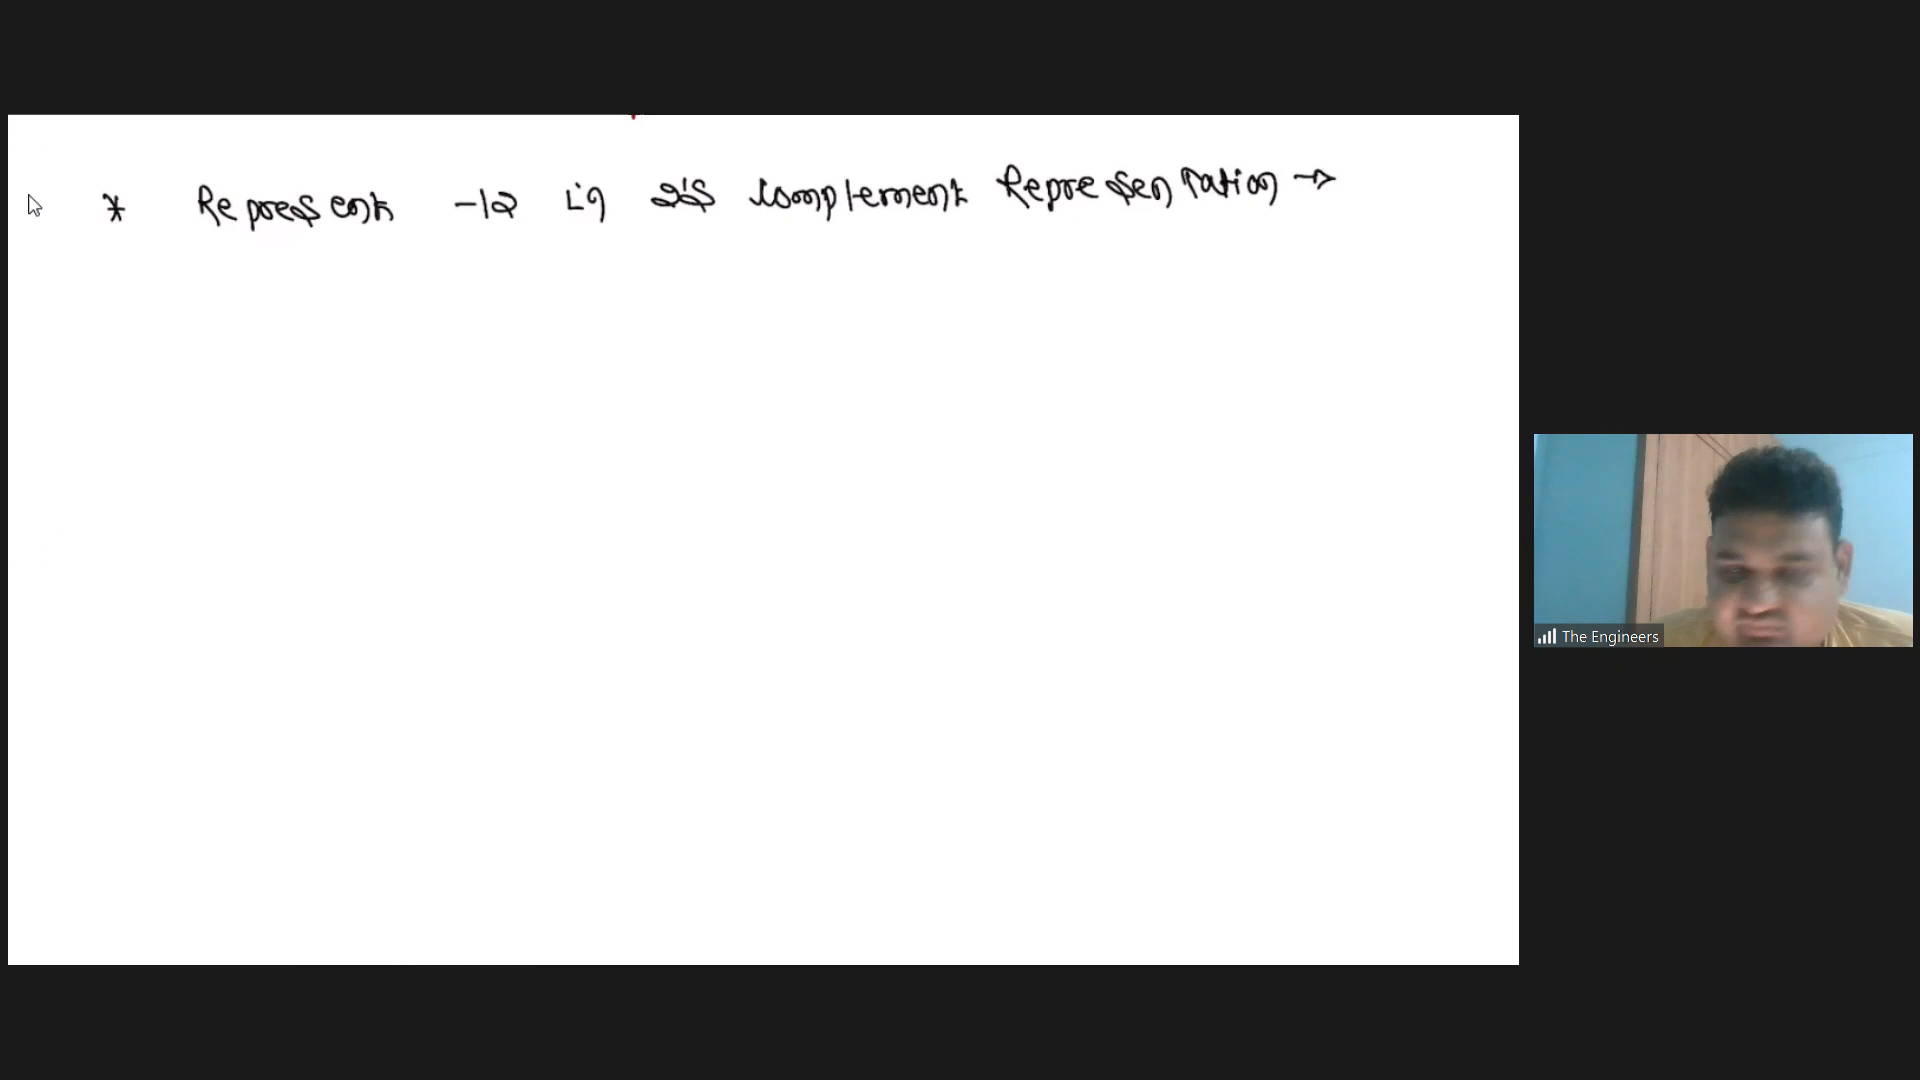 * Represent -12 in 2's complement Representation →
The Engineers